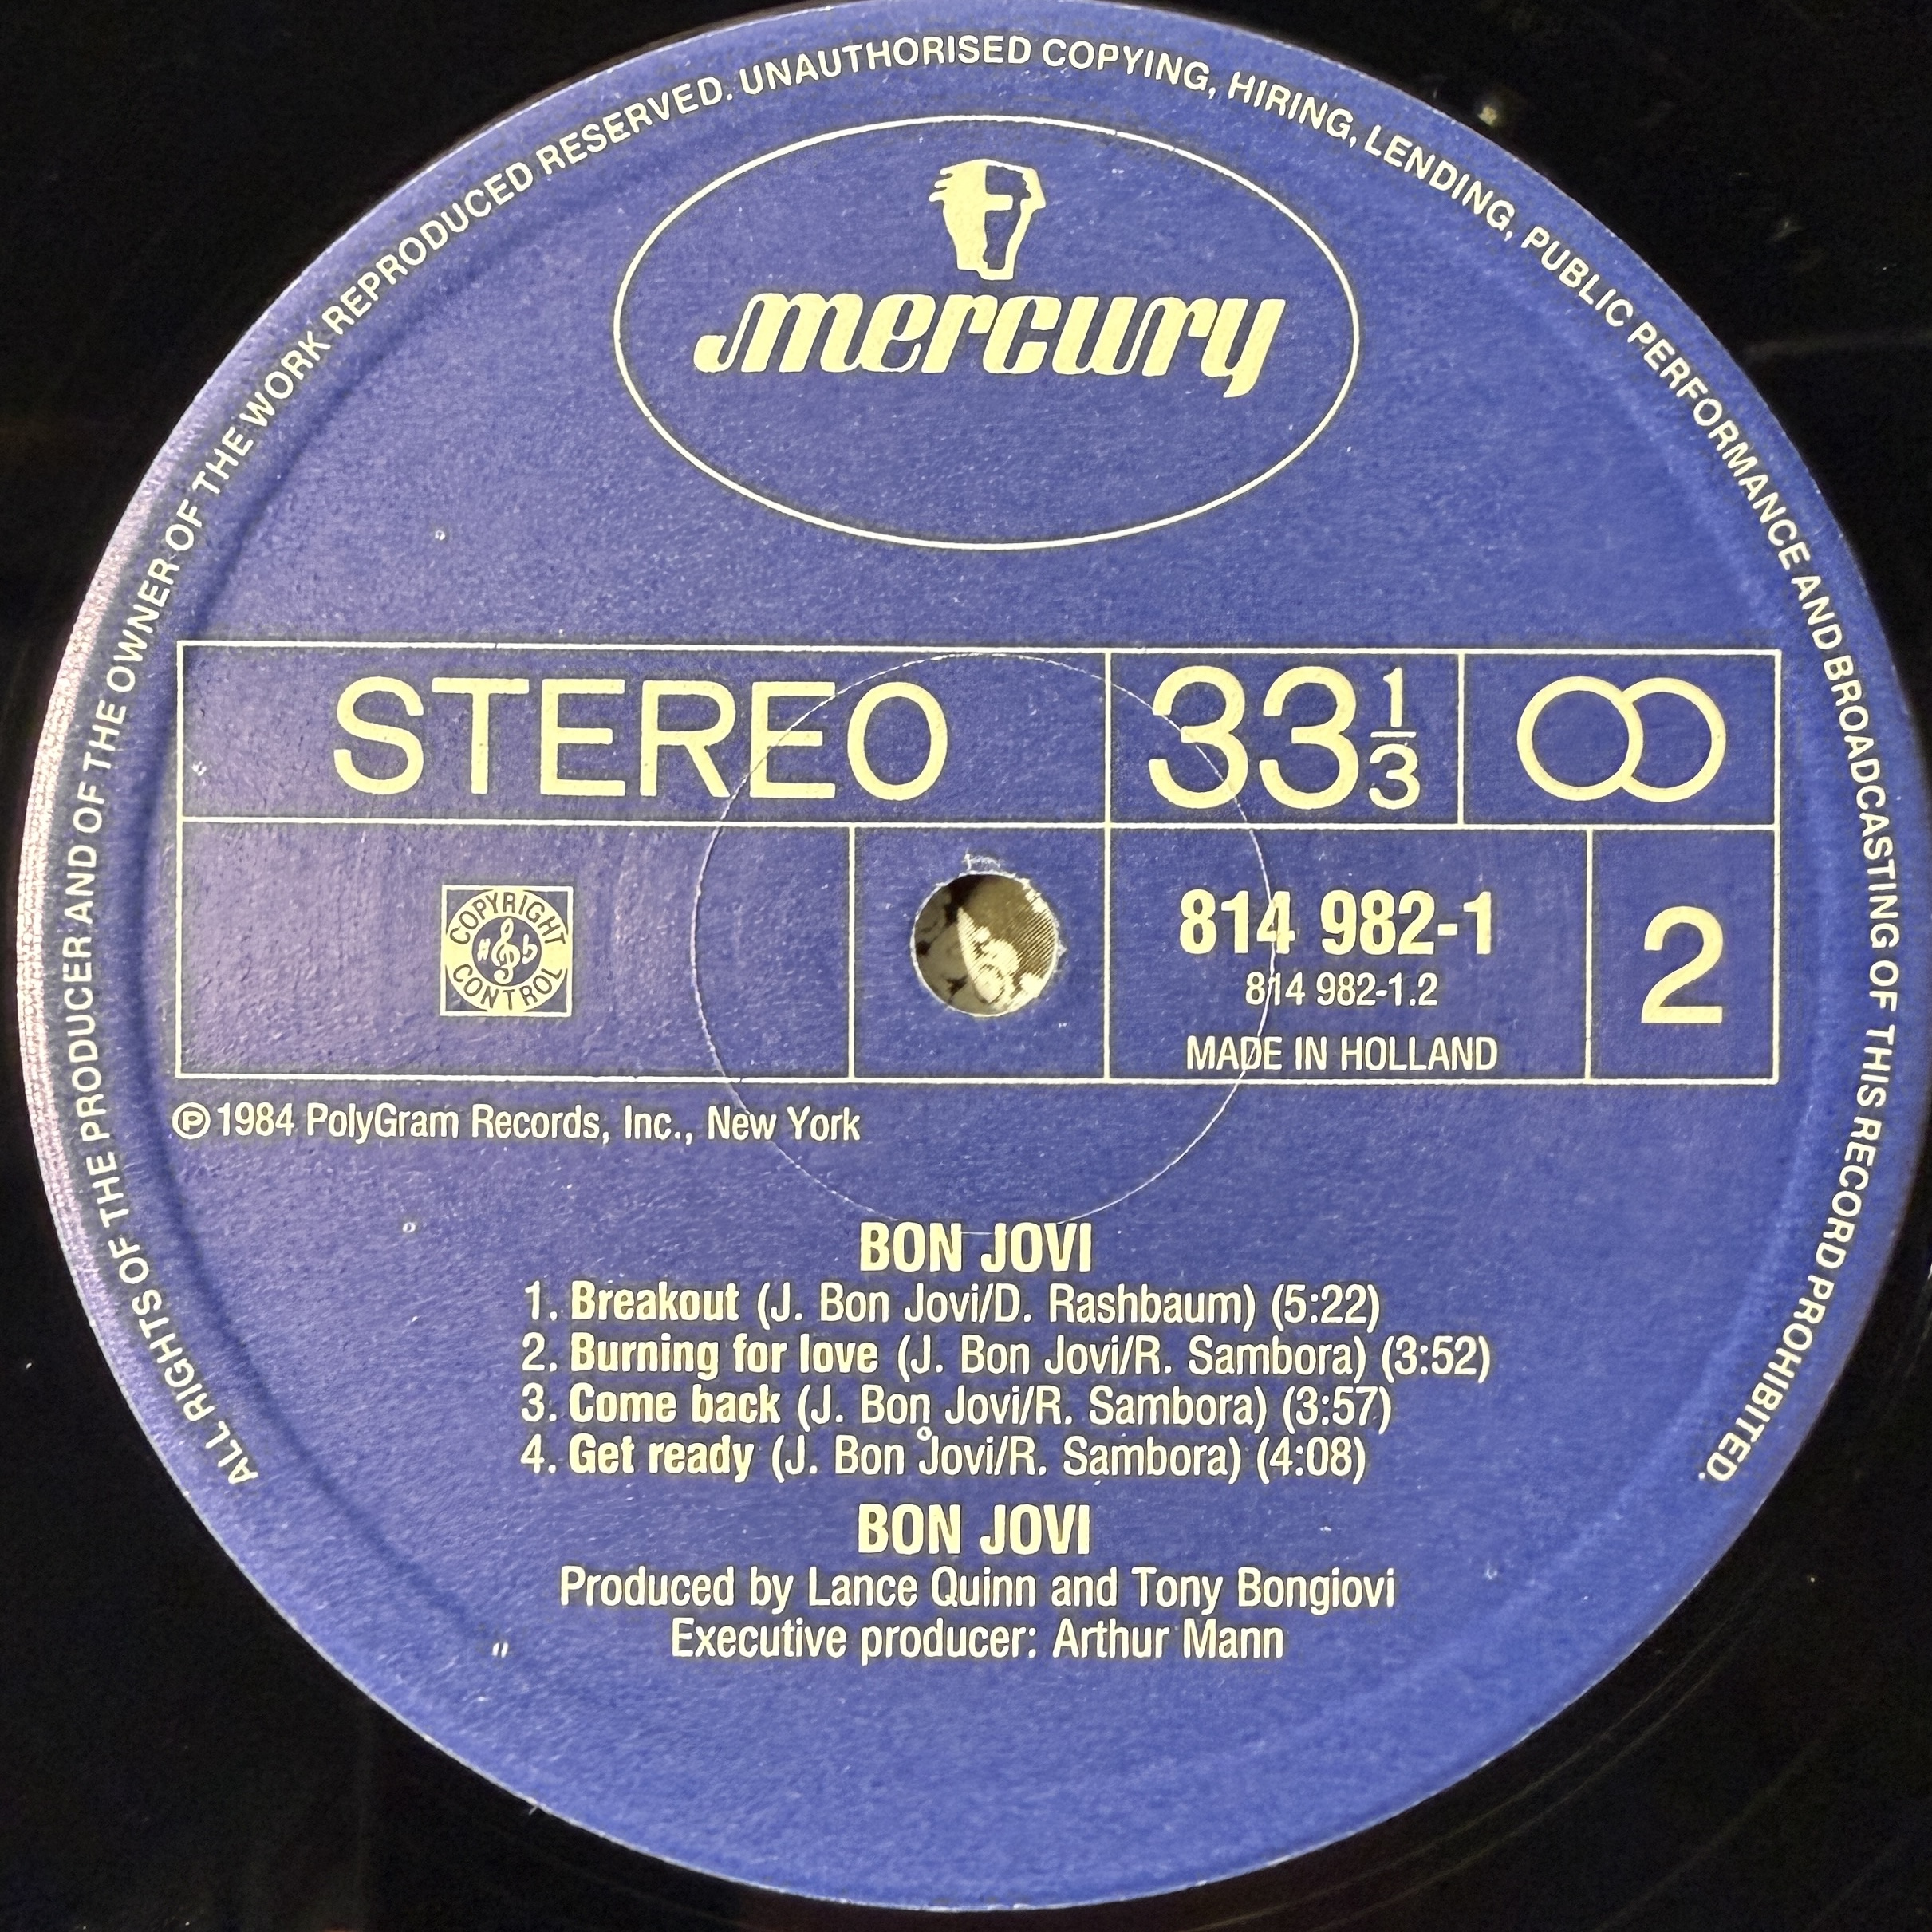 ALL RIGHTS OF THE PRODUCER AND OF THE OWNER OF THE WORK REPRODUCED RESERVED. UNAUTHORISED COPYING, HIRING, LENDING, PUBLIC PERFORMANCE AND BROADCASTING OF THIS RECORD PROHIBITED.
mercury
STEREO
33 1/3
COPYRIGHT
CONTROL
814 982-1
814 982-1.2
MADE IN HOLLAND
2
Ⓟ 1984 PolyGram Records, Inc., New York
BON JOVI
1. Breakout (J. Bon Jovi/D. Rashbaum) (5:22)
2. Burning for love (J. Bon Jovi/R. Sambora) (3:52)
3. Come back (J. Bon Jovi/R. Sambora) (3:57)
4. Get ready (J. Bon Jovi/R. Sambora) (4:08)
BON JOVI
Produced by Lance Quinn and Tony Bongiovi
Executive producer: Arthur Mann